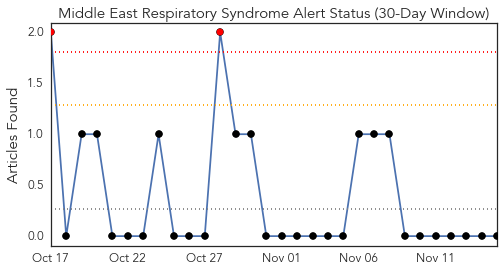 Middle East Respiratory Syndrome Alert Status (30-Day Window)
Articles Found
2.0
1.5
1.0
0.5
0.0
Oct 17 Oct 22 Oct 27 Nov 01 Nov 06 Nov 11